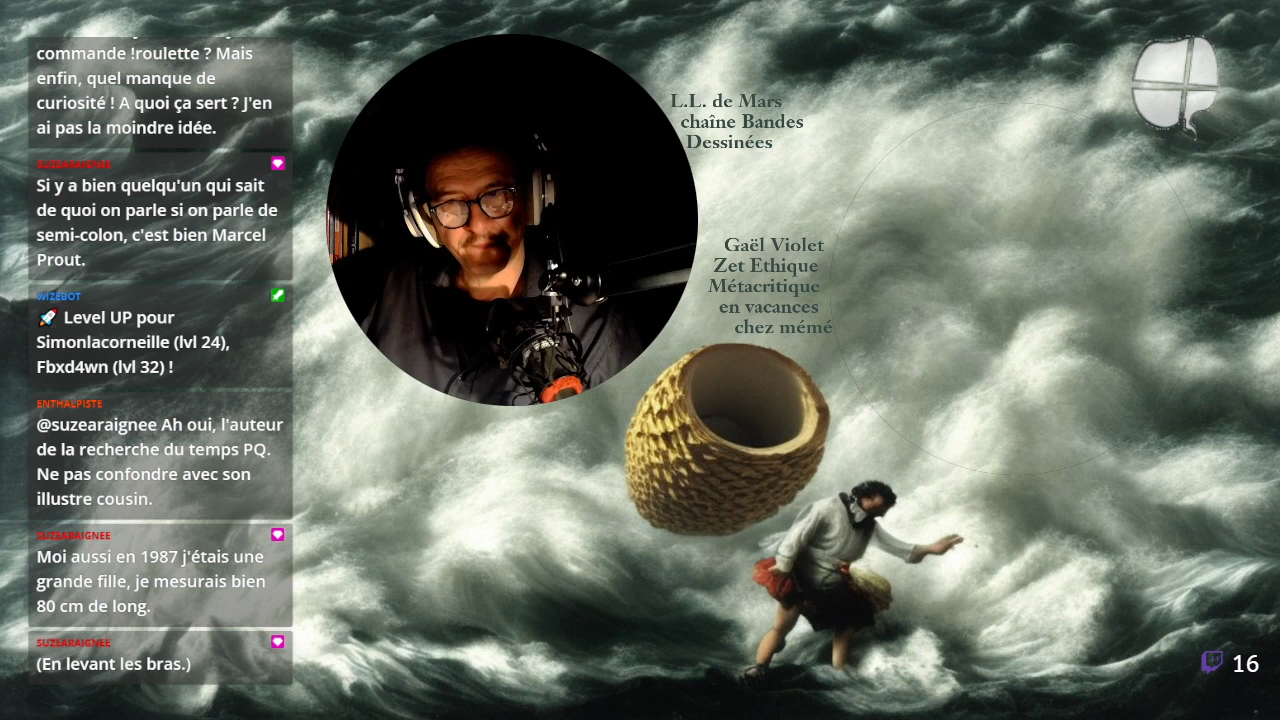 commande !roulette ? Mais
enfin, quel manque de
curiosité ! A quoi ça sert ? J'en
ai pas la moindre idée.
SUZEARAIGNEE
Si y a bien quelqu'un qui sait
de quoi on parle si on parle de
semi-colon, c'est bien Marcel
Prout.
WIZEBOT
🚀 Level UP pour
Simonlacorneille (lvl 24),
Fbxd4wn (lvl 32) !
ENTHALPISTE
@suzearaignee Ah oui, l'auteur
de la recherche du temps PQ.
Ne pas confondre avec son
illustre cousin.
SUZEARAIGNEE
Moi aussi en 1987 j'étais une
grande fille, je mesurais bien
80 cm de long.
SUZEARAIGNEE
(En levant les bras.)
L.L. de Mars
chaîne Bandes
Dessinées
Gaël Violet
Zet Ethique
Métacritique
en vacances
chez mémé
16